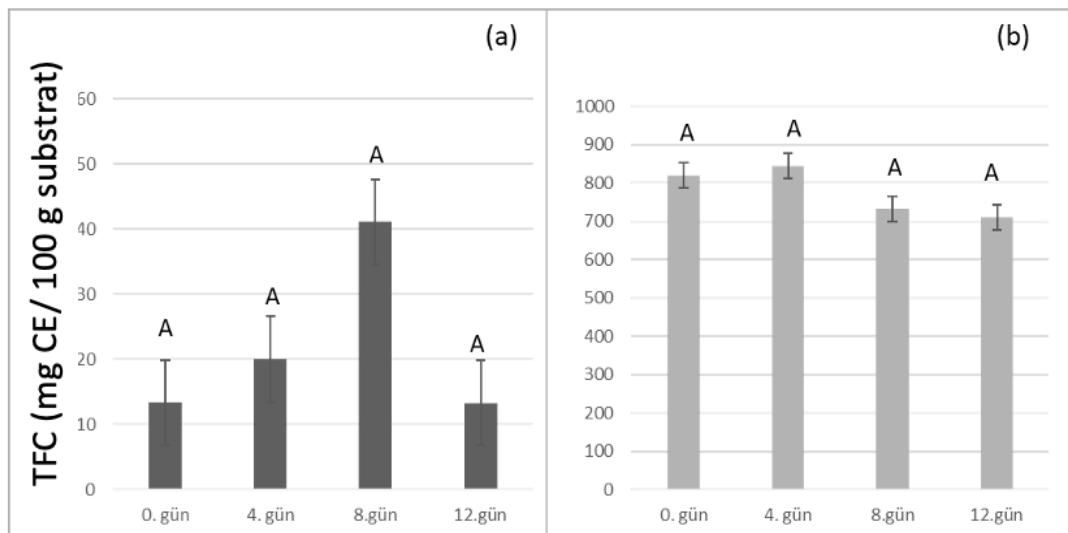 (a)
(b)
TFC (mg CE/ 100 g substrat)
60
50
40
30
20
10
0
A
A
A
A
0. gün
4. gün
8.gün
12.gün
1000
900
800
700
600
500
400
300
200
100
0
A
A
A
A
0. gün
4. gün
8.gün
12.gün